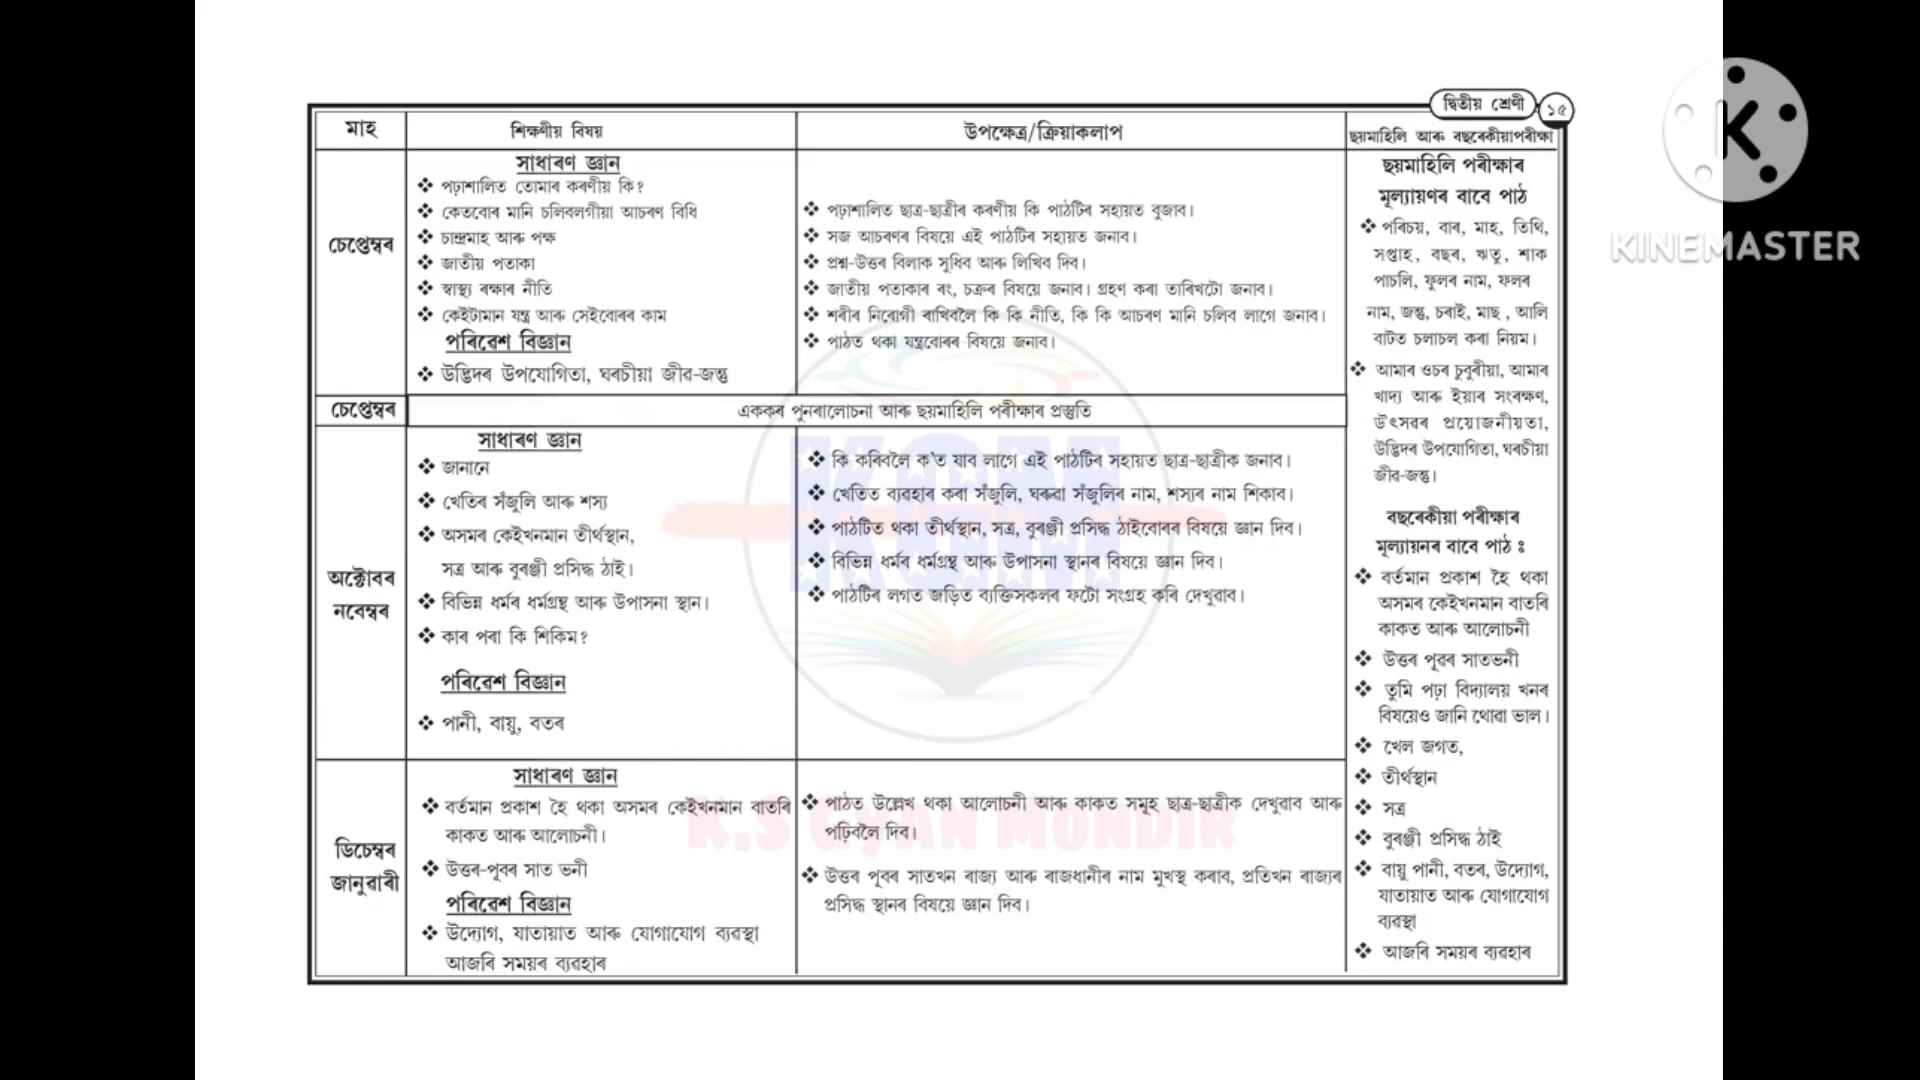 দ্বিতীয় শ্ৰেণী
১৫
মাহ
শিক্ষণীয় বিষয়
উপক্ষেত্ৰ/ক্ৰিয়াকলাপ
ছয়মাহিলি আৰু বছৰেকীয়াপৰীক্ষা
চেপ্তেম্বৰ
সাধাৰণ জ্ঞান
❖ পঢ়াশালিত তোমাৰ কৰণীয় কি?
❖ কেতবোৰ মানি চলিবলগীয়া আচৰণ বিধি
❖ চান্দ্ৰমাহ আৰু পক্ষ
❖ জাতীয় পতাকা
❖ স্বাস্থ্য ৰক্ষাৰ নীতি
❖ কেইটামান যন্ত্ৰ আৰু সেইবোৰৰ কাম
পৰিৱেশ বিজ্ঞান
❖ উদ্ভিদৰ উপযোগিতা, ঘৰচীয়া জীৱ-জন্তু
❖ পঢ়াশালিত ছাত্ৰ-ছাত্ৰীৰ কৰণীয় কি পাঠটিৰ সহায়ত বুজাব।
❖ সজ আচৰণৰ বিষয়ে এই পাঠটিৰ সহায়ত জনাব।
❖ প্ৰশ্ন-উত্তৰ বিলাক সুধিব আৰু লিখিব দিব।
❖ জাতীয় পতাকাৰ ৰং, চক্ৰৰ বিষয়ে জনাব। গ্ৰহণ কৰা তাৰিখটো জনাব।
❖ শৰীৰ নিৰোগী ৰাখিবলৈ কি কি নীতি, কি কি আচৰণ মানি চলিব লাগে জনাব।
❖ পাঠত থকা যন্ত্ৰবোৰৰ বিষয়ে জনাব।
চেপ্তেম্বৰ
এককৰ পুনৰালোচনা আৰু ছয়মাহিলি পৰীক্ষাৰ প্ৰস্তুতি
অক্টোবৰ
নবেম্বৰ
সাধাৰণ জ্ঞান
❖ জানানে
❖ খেতিৰ সঁজুলি আৰু শস্য
❖ অসমৰ কেইখনমান তীৰ্থস্থান,
সত্ৰ আৰু বুৰঞ্জী প্ৰসিদ্ধ ঠাই।
❖ বিভিন্ন ধৰ্মৰ ধৰ্মগ্ৰন্থ আৰু উপাসনা স্থান।
❖ কাৰ পৰা কি শিকিম?
পৰিৱেশ বিজ্ঞান
❖ পানী, বায়ু, বতৰ
❖ কি কৰিবলৈ ক'ত যাব লাগে এই পাঠটিৰ সহায়ত ছাত্ৰ-ছাত্ৰীক জনাব।
❖ খেতিত ব্যৱহাৰ কৰা সঁজুলি, ঘৰুৱা সঁজুলিৰ নাম, শস্যৰ নাম শিকাব।
❖ পাঠটিত থকা তীৰ্থস্থান, সত্ৰ, বুৰঞ্জী প্ৰসিদ্ধ ঠাইবোৰৰ বিষয়ে জ্ঞান দিব।
❖ বিভিন্ন ধৰ্মৰ ধৰ্মগ্ৰন্থ আৰু উপাসনা স্থানৰ বিষয়ে জ্ঞান দিব।
❖ পাঠটিৰ লগত জড়িত ব্যক্তিসকলৰ ফটো সংগ্ৰহ কৰি দেখুৱাব।
ডিচেম্বৰ
জানুৱাৰী
সাধাৰণ জ্ঞান
❖ বৰ্তমান প্ৰকাশ হৈ থকা অসমৰ কেইখনমান বাতৰি
কাকত আৰু আলোচনী।
❖ উত্তৰ-পূবৰ সাত ভনী
পৰিৱেশ বিজ্ঞান
❖ উদ্যোগ, যাতায়াত আৰু যোগাযোগ ব্যৱস্থা
আজৰি সময়ৰ ব্যৱহাৰ
❖ পাঠত উল্লেখ থকা আলোচনী আৰু কাকত সমূহ ছাত্ৰ-ছাত্ৰীক দেখুৱাব আৰু
পঢ়িবলৈ দিব।
❖ উত্তৰ পূবৰ সাতখন ৰাজ্য আৰু ৰাজধানীৰ নাম মুখস্থ কৰাব, প্ৰতিখন ৰাজ্যৰ
প্ৰসিদ্ধ স্থানৰ বিষয়ে জ্ঞান দিব।
ছয়মাহিলি পৰীক্ষাৰ
মূল্যায়ণৰ বাবে পাঠ
❖ পৰিচয়, বাৰ, মাহ, তিথি,
সপ্তাহ, বছৰ, ঋতু, শাক
পাচলি, ফুলৰ নাম, ফলৰ
নাম, জন্তু, চৰাই, মাছ , আলি
বাটত চলাচল কৰা নিয়ম।
❖ আমাৰ ওচৰ চুবুৰীয়া, আমাৰ
খাদ্য আৰু ইয়াৰ সংৰক্ষণ,
উৎসৱৰ প্ৰয়োজনীয়তা,
উদ্ভিদৰ উপযোগিতা, ঘৰচীয়া
জীৱ-জন্তু।
বছৰেকীয়া পৰীক্ষাৰ
মূল্যায়নৰ বাবে পাঠ ঃ
❖ বৰ্তমান প্ৰকাশ হৈ থকা
অসমৰ কেইখনমান বাতৰি
কাকত আৰু আলোচনী
❖ উত্তৰ পূৱৰ সাতভনী
❖ তুমি পঢ়া বিদ্যালয় খনৰ
বিষয়েও জানি থোৱা ভাল।
❖ খেল জগত,
❖ তীৰ্থস্থান
❖ সত্ৰ
❖ বুৰঞ্জী প্ৰসিদ্ধ ঠাই
❖ বায়ু পানী, বতৰ, উদ্যোগ,
যাতায়াত আৰু যোগাযোগ
ব্যৱস্থা
❖ আজৰি সময়ৰ ব্যৱহাৰ
KGM
K.S GYAN MONDIR
K
KINEMASTER